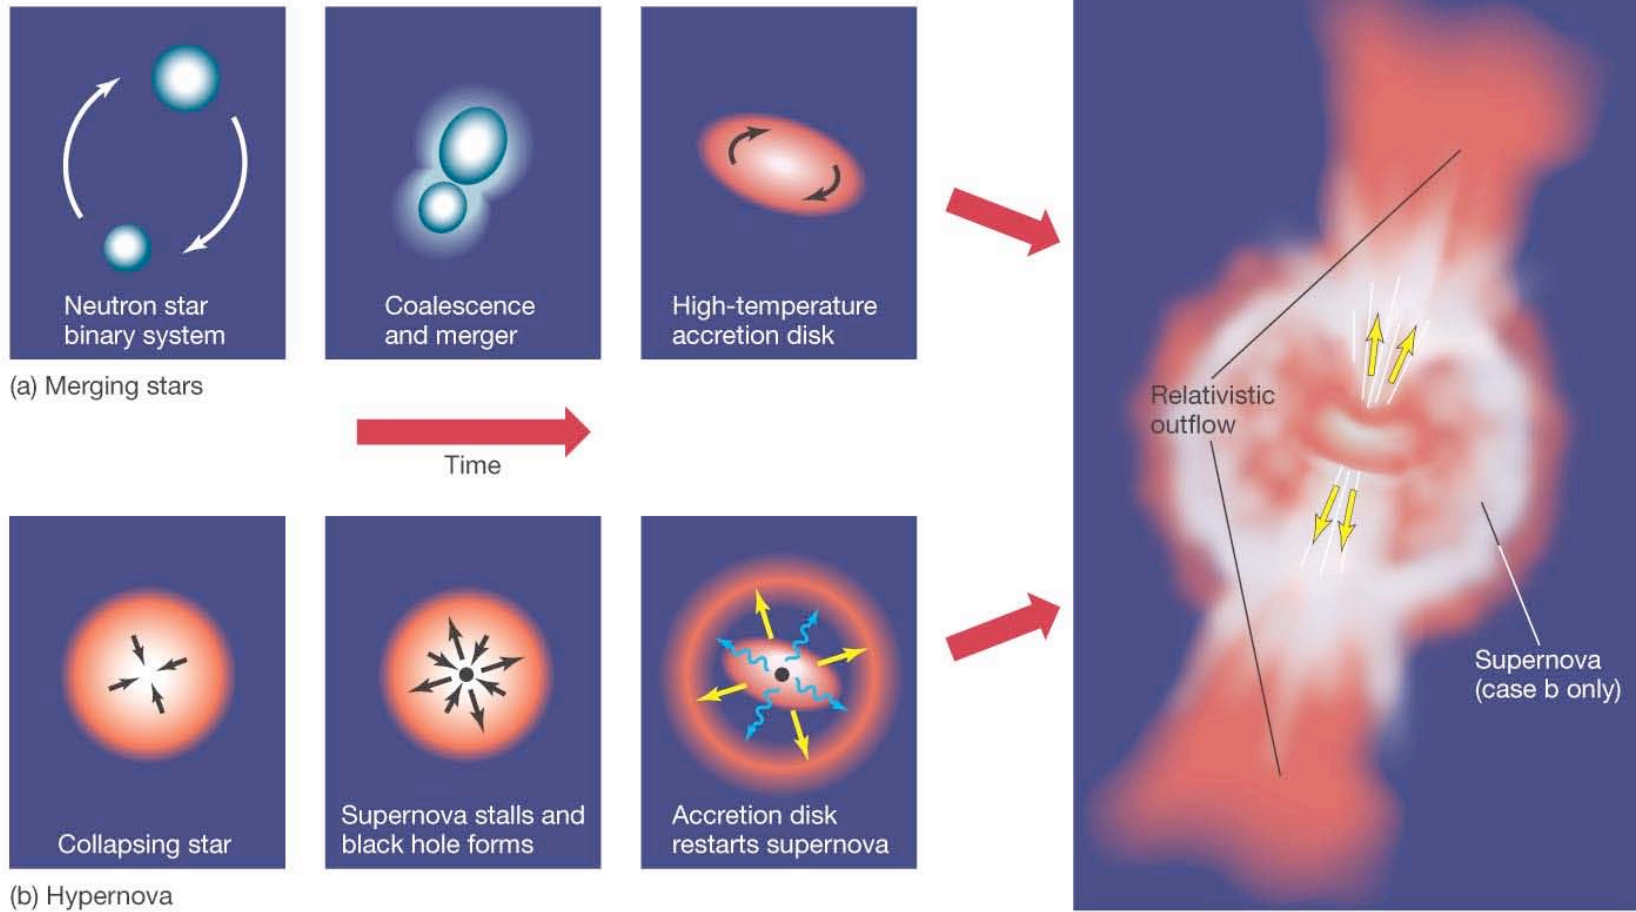 Neutron star
binary system
Coalescence
and merger
High-temperature
accretion disk
(a) Merging stars
Time
Collapsing star
Supernova stalls and
black hole forms
Accretion disk
restarts supernova
(b) Hypernova
Relativistic
outflow
Supernova
(case b only)